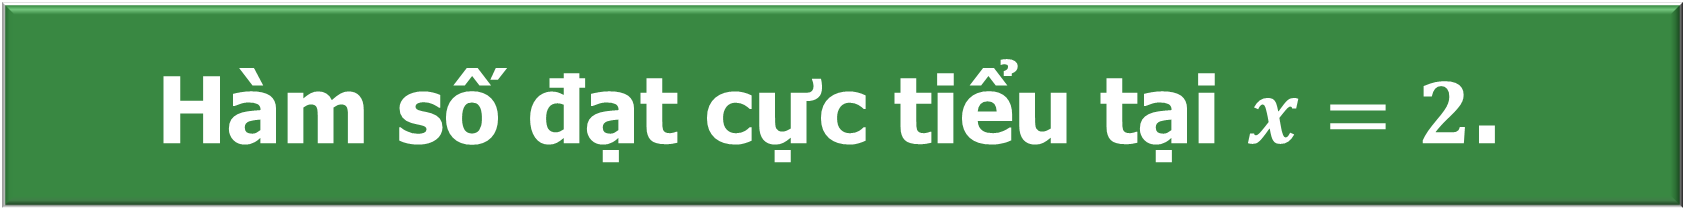 Hàm số đạt cực tiểu tại x = 2.